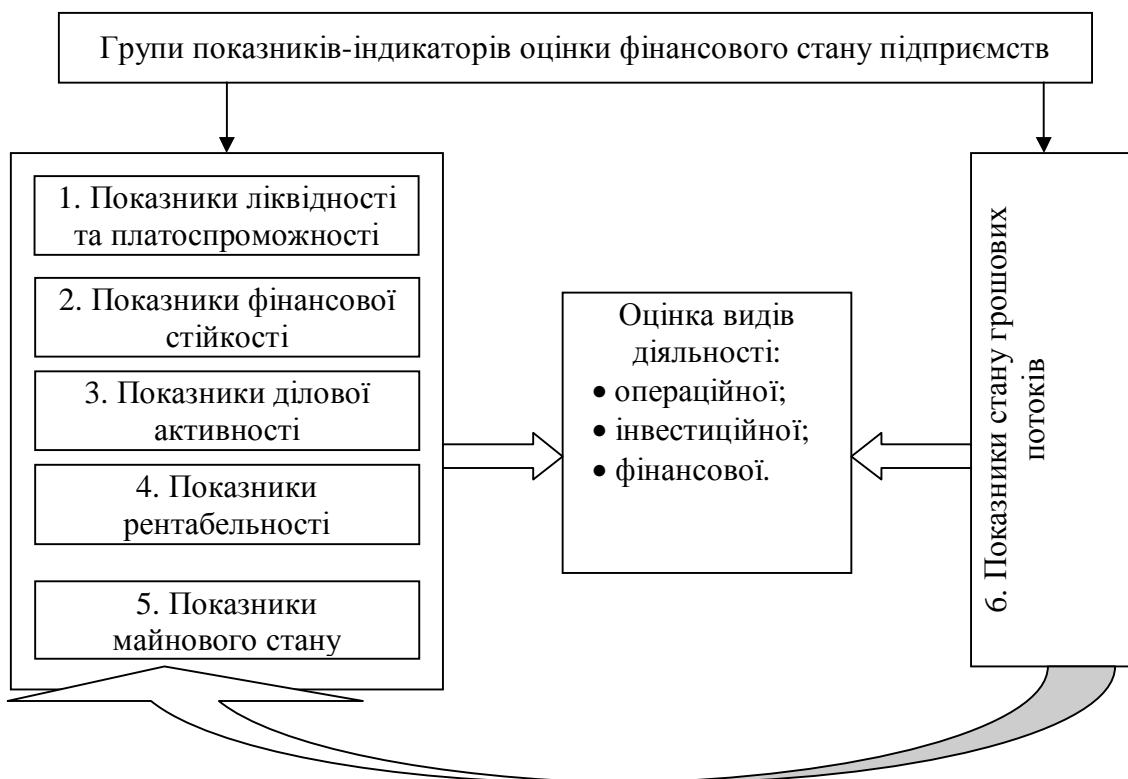 Групи показників-індикаторів оцінки фінансового стану підприємств
1. Показники ліквідності
та платоспроможності
2. Показники фінансової
стійкості
3. Показники ділової
активності
4. Показники
рентабельності
5. Показники
майнового стану
Оцінка видів
діяльності:
• операційної;
• інвестиційної;
• фінансової.
6. Показники стану грошових
потоків